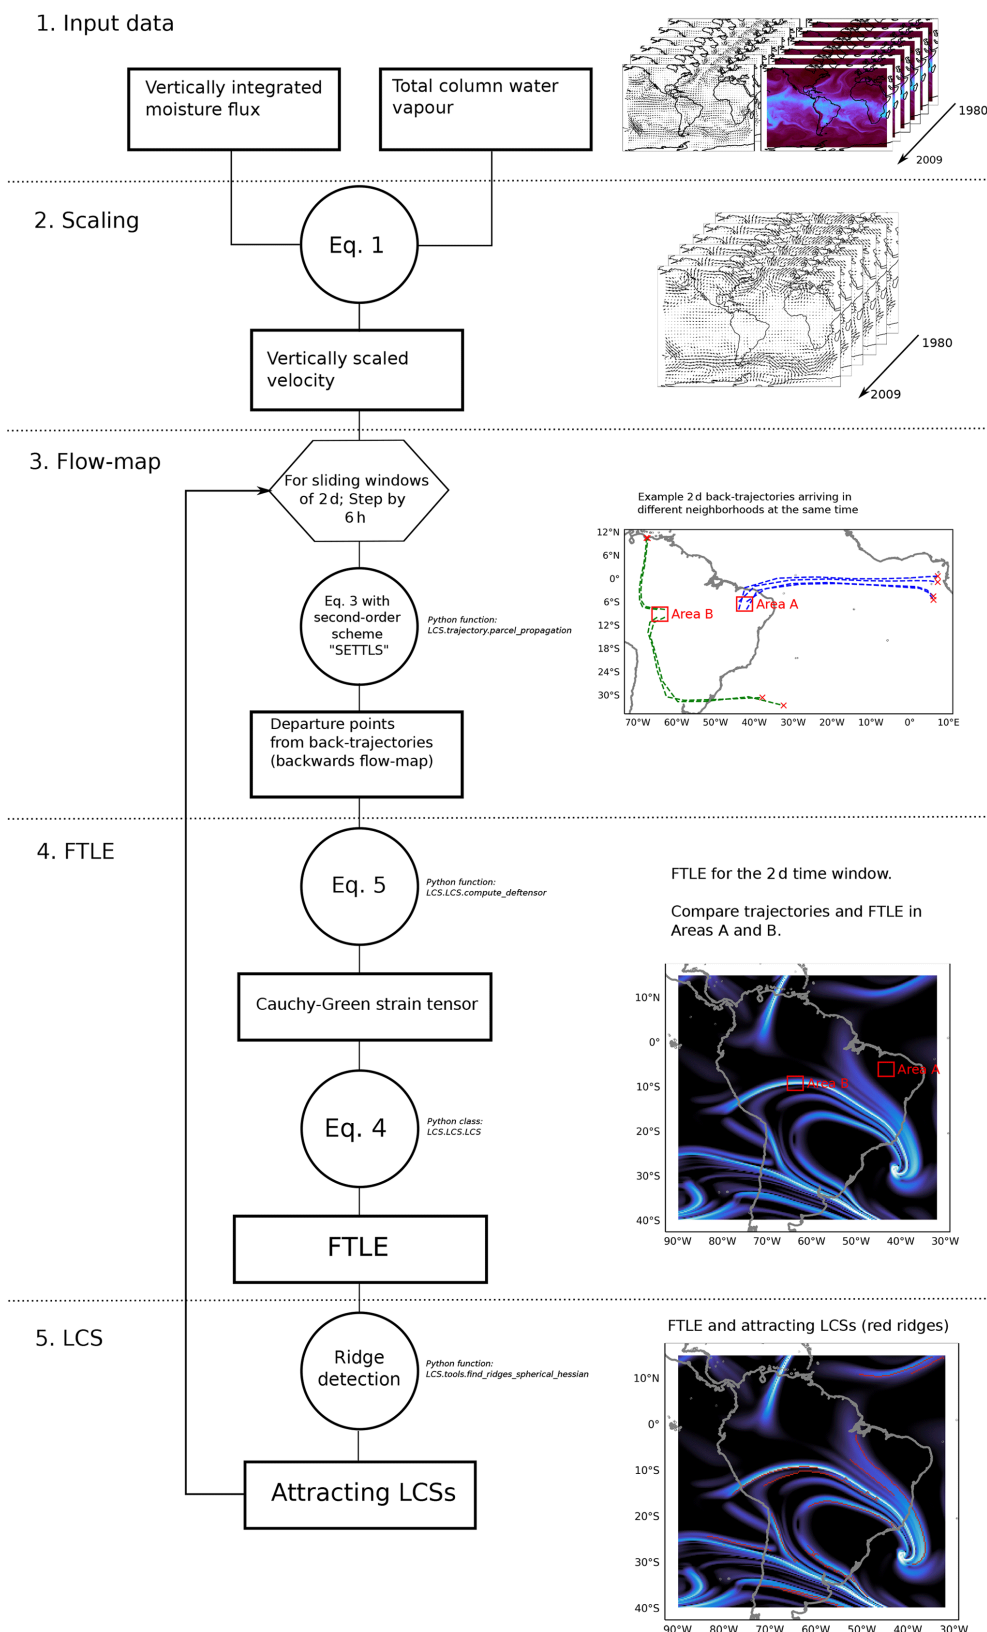 1. Input data
Vertically integrated
moisture flux
Total column water
vapour
1980
2009
2. Scaling
Eq. 1
Vertically scaled
velocity
1980
2009
3. Flow-map
For sliding windows
of 2 d; Step by
6 h
Eq. 3 with
second-order
scheme
"SETTLS"
Python function:
LCS.trajectory.parcel_propagation
Departure points
from back-trajectories
(backwards flow-map)
Example 2 d back-trajectories arriving in
different neighborhoods at the same time
12°N
6°N
0°
6°S
12°S
18°S
24°S
30°S
Area B
Area A
70°W 60°W 50°W 40°W 30°W 20°W 10°W 0° 10°E
4. FTLE
Eq. 5
Python function:
LCS.LCS.compute_deftensor
Cauchy-Green strain tensor
Eq. 4
Python class:
LCS.LCS.LCS
FTLE
FTLE for the 2 d time window.
Compare trajectories and FTLE in
Areas A and B.
10°N
0°
10°S
20°S
30°S
40°S
Area A
Area B
90°W 80°W 70°W 60°W 50°W 40°W 30°W
5. LCS
Ridge
detection
Python function:
LCS.tools.find_ridges_spherical_hessian
Attracting LCSs
FTLE and attracting LCSs (red ridges)
10°N
0°
10°S
20°S
30°S
40°S
90°W 80°W 70°W 60°W 50°W 40°W 30°W